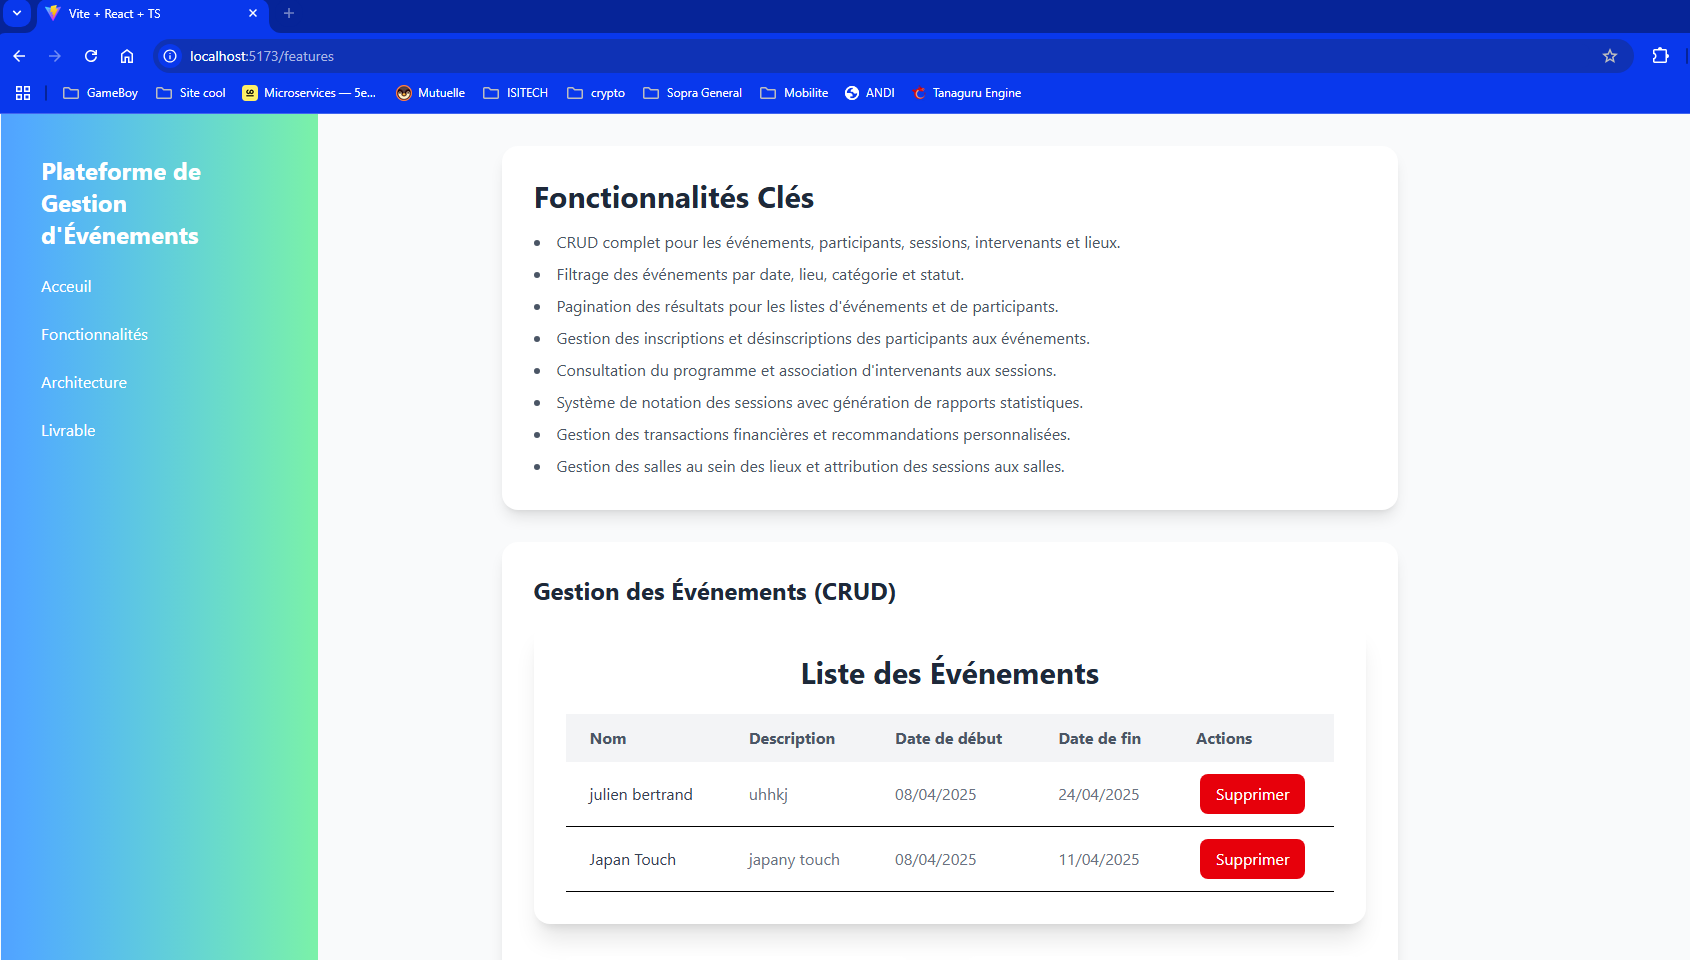 Vite + React + TS
localhost:5173/features
GameBoy Site cool Microservices — 5e... Mutuelle ISITECH crypto Sopra General Mobilite ANDI Tanaguru Engine
Plateforme de
Gestion
d'Événements
Acceuil
Fonctionnalités
Architecture
Livrable
Fonctionnalités Clés
CRUD complet pour les événements, participants, sessions, intervenants et lieux.
Filtrage des événements par date, lieu, catégorie et statut.
Pagination des résultats pour les listes d'événements et de participants.
Gestion des inscriptions et désinscriptions des participants aux événements.
Consultation du programme et association d'intervenants aux sessions.
Système de notation des sessions avec génération de rapports statistiques.
Gestion des transactions financières et recommandations personnalisées.
Gestion des salles au sein des lieux et attribution des sessions aux salles.
Gestion des Événements (CRUD)
Liste des Événements
Nom Description Date de début Date de fin Actions
julien bertrand uhhkj 08/04/2025 24/04/2025 Supprimer
Japan Touch japany touch 08/04/2025 11/04/2025 Supprimer